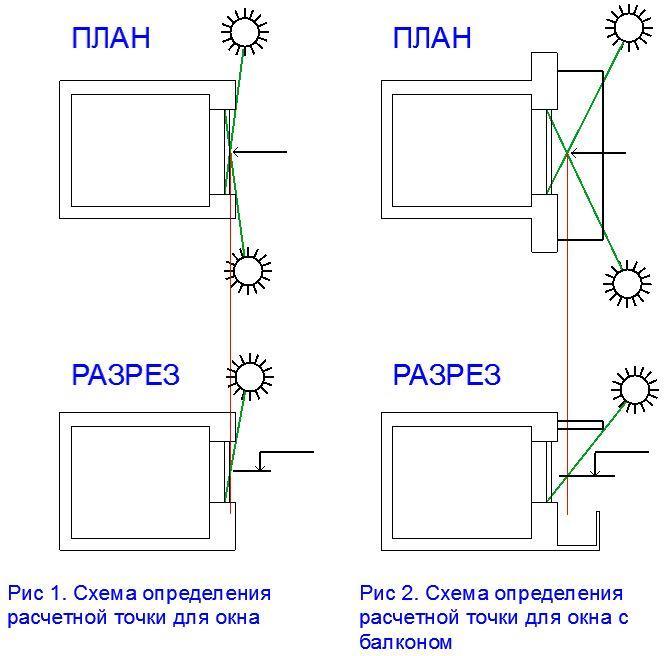 ПЛАН
ПЛАН
РАЗРЕЗ
РАЗРЕЗ
Рис 1. Схема определения
расчетной точки для окна
Рис 2. Схема определения
расчетной точки для окна с
балконом